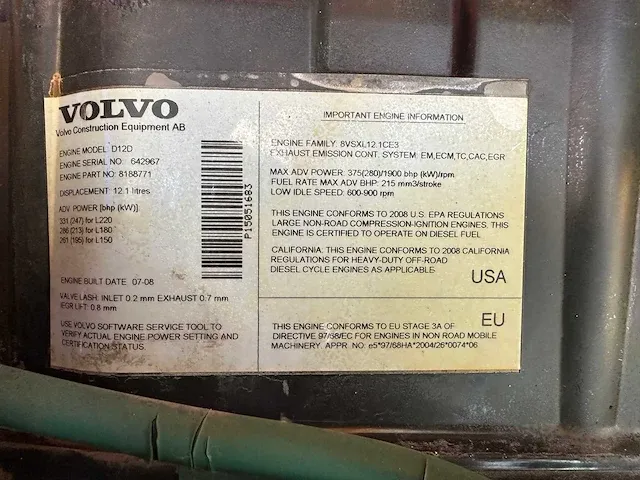 VOLVO
Volvo Construction Equipment AB
ENGINE MODEL: D12D
ENGINE SERIAL NO: 642967
ENGINE PART NO: 8188771
DISPLACEMENT: 12.1 litres
ADV POWER [bhp (kW)]
331 (247) for L220
286 (213) for L180
261 (195) for L150
ENGINE BUILT DATE 07-08
VALVE LASH: INLET 0.2 mm EXHAUST 0.7 mm
IEGR LIFT: 0.8 mm
USE VOLVO SOFTWARE SERVICE TOOL TO
VERIFY ACTUAL ENGINE POWER SETTING AND
CERTIFICATION STATUS.
P15051683
IMPORTANT ENGINE INFORMATION
ENGINE FAMILY: 8VSXL12.1CE3
EXHAUST EMISSION CONT. SYSTEM: EM,ECM,TC,CAC,EGR
MAX ADV POWER: 375(280)/1900 bhp (kW)/rpm
FUEL RATE MAX ADV BHP: 215 mm3/stroke
LOW IDLE SPEED: 600-900 rpm
THIS ENGINE CONFORMS TO 2008 U.S. EPA REGULATIONS
LARGE NON-ROAD COMPRESSION-IGNITION ENGINES. THIS
ENGINE IS CERTIFIED TO OPERATE ON DIESEL FUEL.
CALIFORNIA: THIS ENGINE CONFORMS TO 2008 CALIFORNIA
REGULATIONS FOR HEAVY-DUTY OFF-ROAD
DIESEL CYCLE ENGINES AS APPLICABLE.
USA
EU
THIS ENGINE CONFORMS TO EU STAGE 3A OF
DIRECTIVE 97/68/EC FOR ENGINES IN NON ROAD MOBILE
MACHINERY. APPR. NO.: e5*97/68HA*2004/26*0074*06